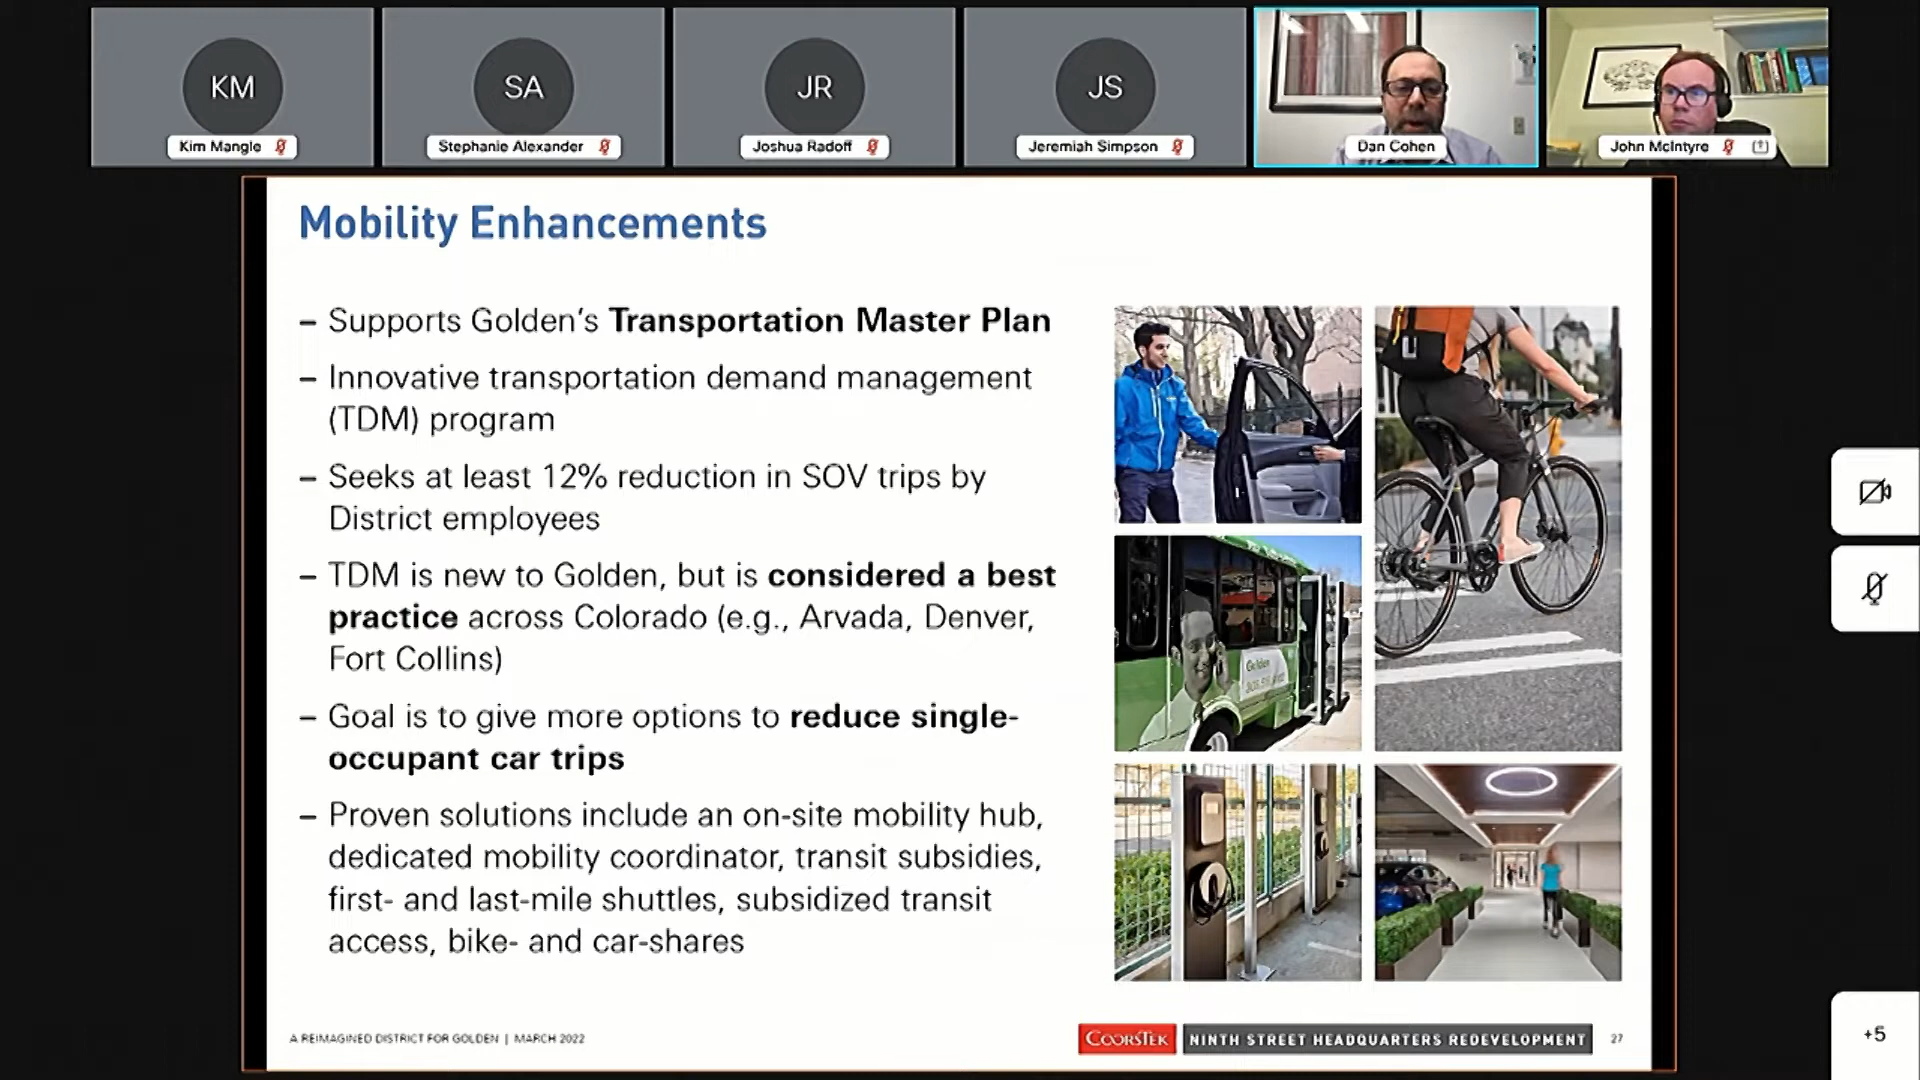 KM
SA
JR
JS
Kim Mangle
Stephanie Alexander
Joshua Radoff
Jeremiah Simpson
Dan Cohen
John McIntyre
Mobility Enhancements
– Supports Golden’s Transportation Master Plan
– Innovative transportation demand management
(TDM) program
– Seeks at least 12% reduction in SOV trips by
District employees
– TDM is new to Golden, but is considered a best
practice across Colorado (e.g., Arvada, Denver,
Fort Collins)
– Goal is to give more options to reduce single-
occupant car trips
– Proven solutions include an on-site mobility hub,
dedicated mobility coordinator, transit subsidies,
first- and last-mile shuttles, subsidized transit
access, bike- and car-shares
Golden
A REIMAGINED DISTRICT FOR GOLDEN | MARCH 2022
COORSTEK
NINTH STREET HEADQUARTERS REDEVELOPMENT
27
+5